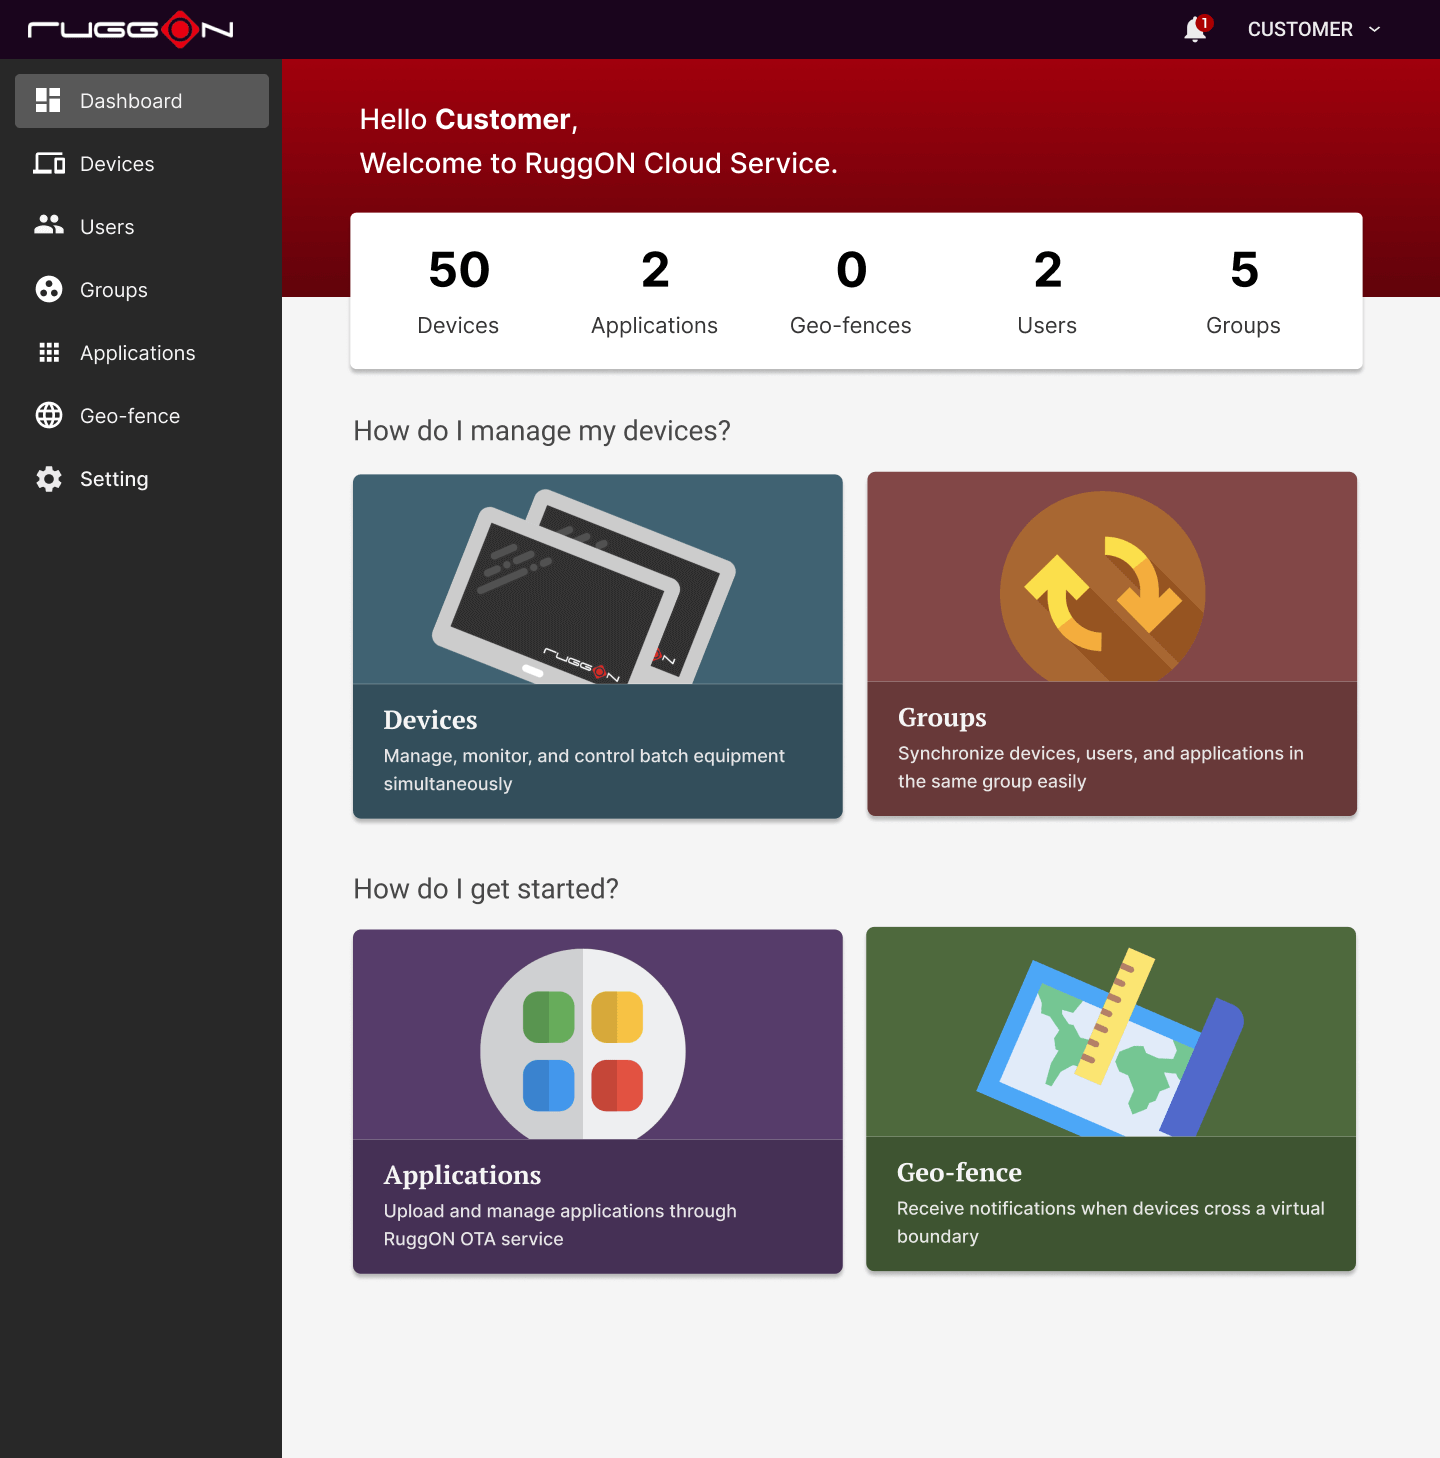 RUGGON
1
CUSTOMER
Dashboard
Devices
Users
Groups
Applications
Geo-fence
Setting
Hello Customer,
Welcome to RuggON Cloud Service.
50
Devices
2
Applications
0
Geo-fences
2
Users
5
Groups
How do I manage my devices?
RUGGON
N
Devices
Manage, monitor, and control batch equipment
simultaneously
Groups
Synchronize devices, users, and applications in
the same group easily
How do I get started?
Applications
Upload and manage applications through
RuggON OTA service
Geo-fence
Receive notifications when devices cross a virtual
boundary